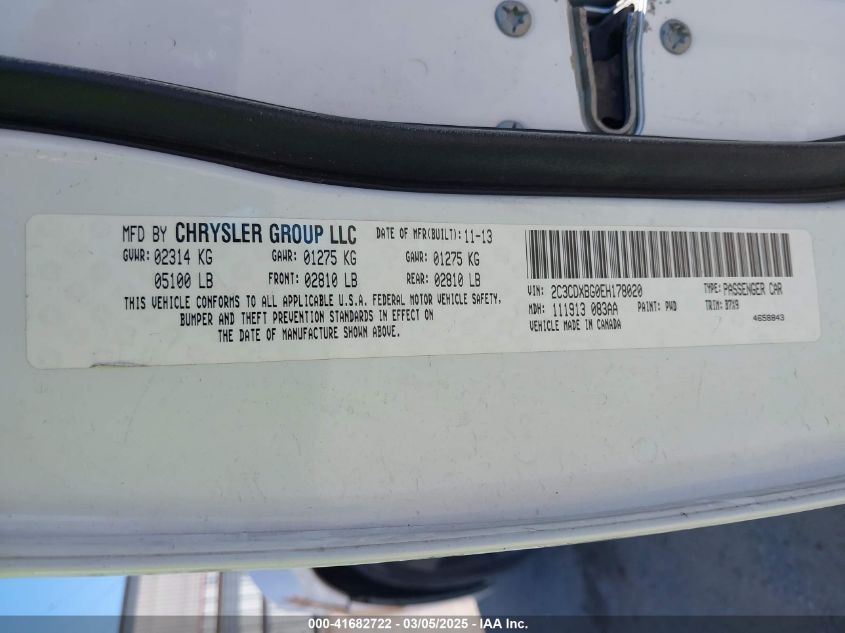 MFD BY CHRYSLER GROUP LLC DATE OF MFR(BUILT): 11-13
GVWR: 02314 KG GAWR: 01275 KG GAWR: 01275 KG
05100 LB FRONT: 02810 LB REAR: 02810 LB
THIS VEHICLE CONFORMS TO ALL APPLICABLE U.S.A. FEDERAL MOTOR VEHICLE SAFETY,
BUMPER AND THEFT PREVENTION STANDARDS IN EFFECT ON
THE DATE OF MANUFACTURE SHOWN ABOVE.
VIN: 2C3CDXBG0EH178020 TYPE: PASSENGER CAR
MDH: 111913 083AA PAINT: PWD TRIM: B7X9
VEHICLE MADE IN CANADA 4658843
000-41682722 — 03/05/2025 — IAA Inc.